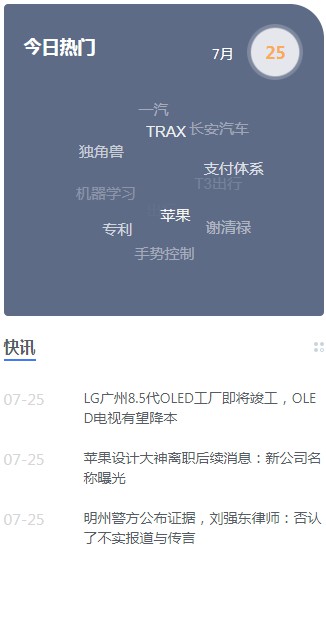 今日热门
7月
25
一汽
TRAX
长安汽车
独角兽
支付体系
T3出行
机器学习
苹果
专利
谢清禄
手势控制
快讯
07-25
LG广州8.5代OLED工厂即将竣工，OLE
D电视有望降本
07-25
苹果设计大神离职后续消息：新公司名
称曝光
07-25
明州警方公布证据，刘强东律师：否认
了不实报道与传言